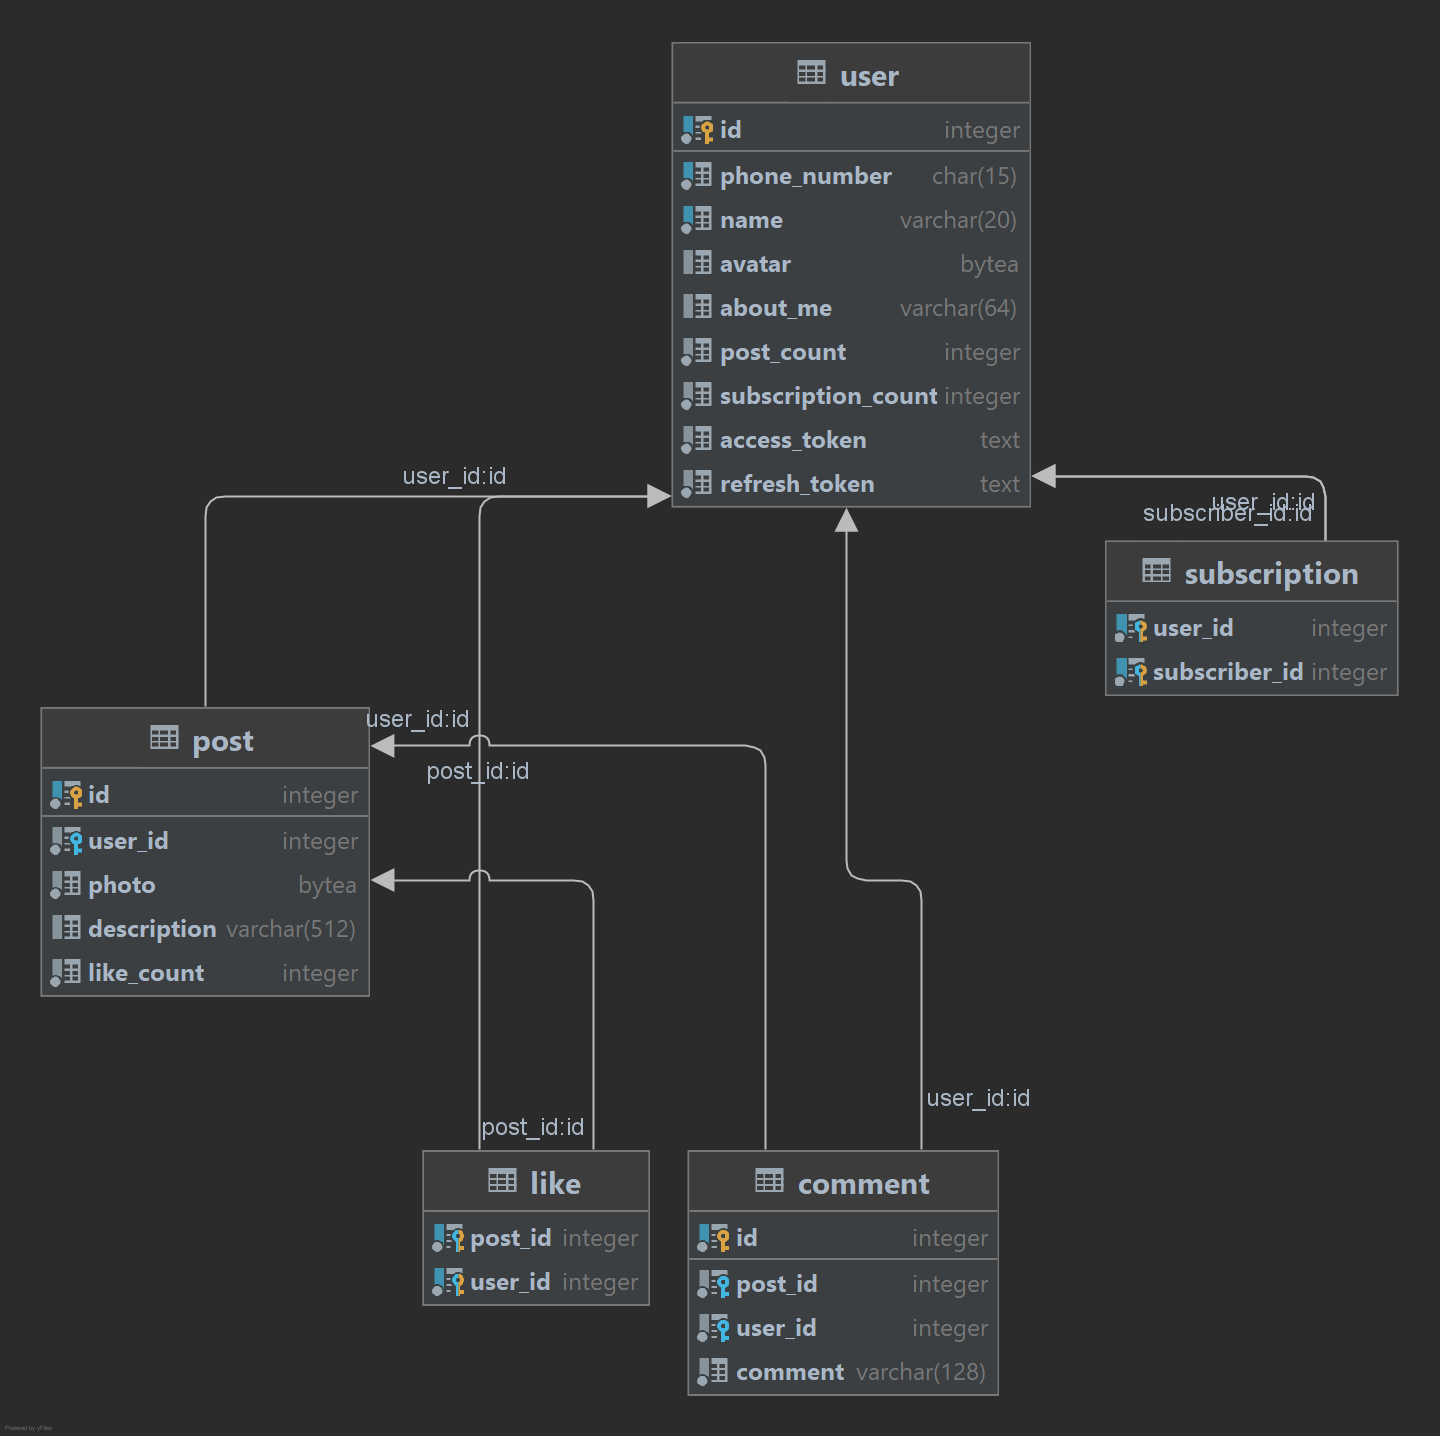 user
id integer
phone_number char(15)
name varchar(20)
avatar bytea
about_me varchar(64)
post_count integer
subscription_count integer
access_token text
refresh_token text
user_id:id
user_id:id
subscriber_id:id
subscription
user_id integer
subscriber_id integer
user_id:id
post_id:id
post
id integer
user_id integer
photo bytea
description varchar(512)
like_count integer
user_id:id
post_id:id
like
post_id integer
user_id integer
comment
id integer
post_id integer
user_id integer
comment varchar(128)
Powered by yFiles